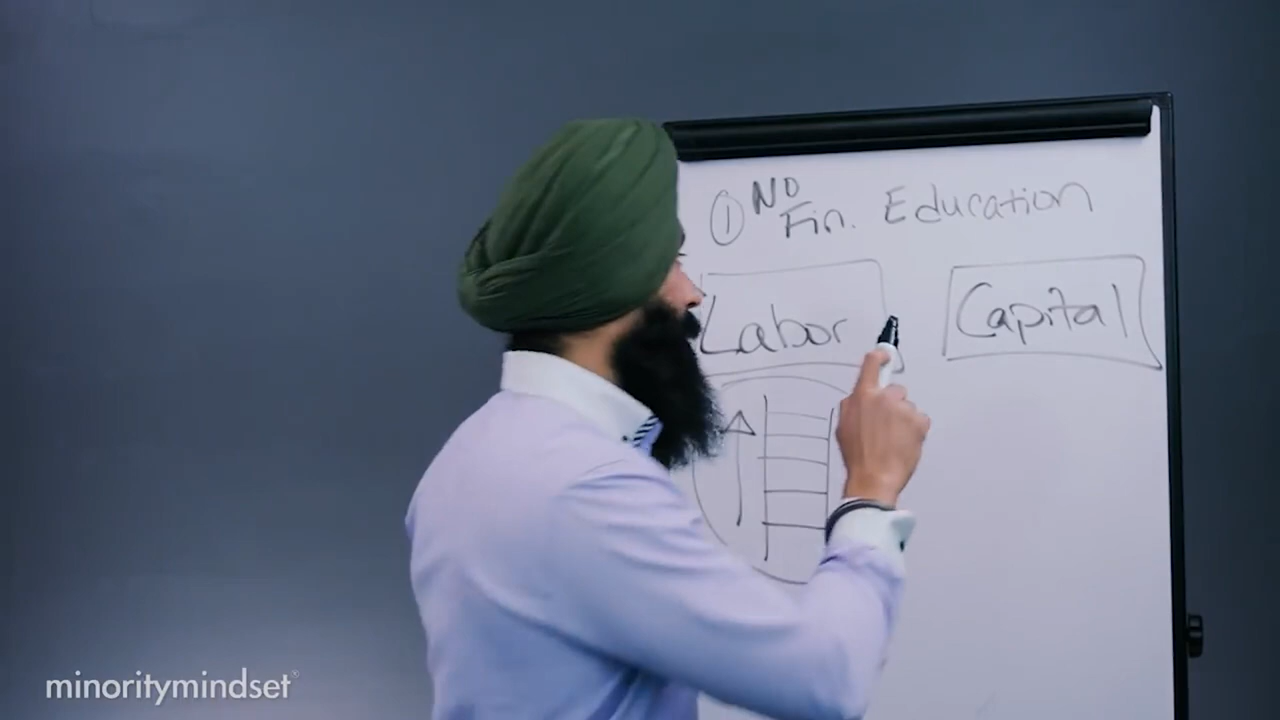 ① NO
Fin. Education
Labor
Capital
minoritymindset®